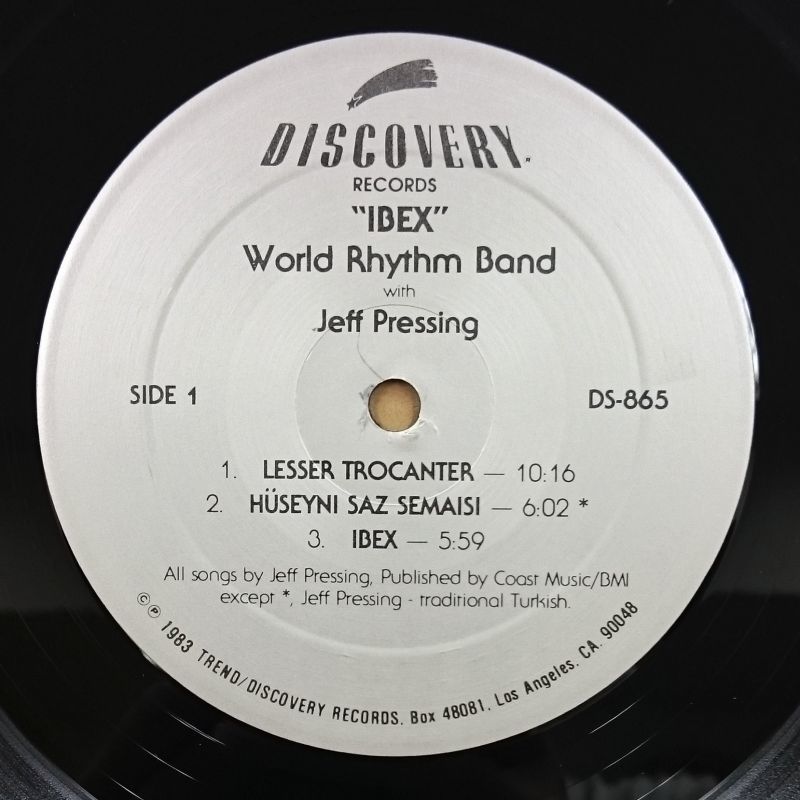 DISCOVERY.
RECORDS
"IBEX"
World Rhythm Band
with
Jeff Pressing
SIDE 1
DS-865
1. LESSER TROCANTER — 10:16
2. HÜSEYNI SAZ SEMAISI — 6:02 *
3. IBEX — 5:59
All songs by Jeff Pressing, Published by Coast Music/BMI
except *, Jeff Pressing - traditional Turkish.
© ℗ 1983 TREND/DISCOVERY RECORDS. Box 48081. Los Angeles. CA. 90048